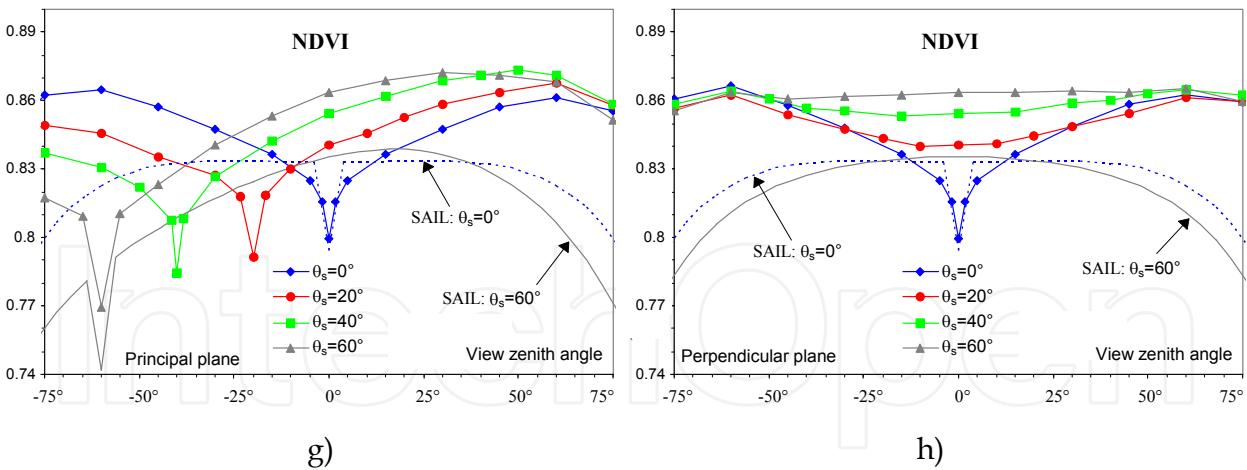 NDVI
0.89
0.86
0.83
0.8
0.77
0.74
SAIL: θs=0°
SAIL: θs=60°
θs=0°
θs=20°
θs=40°
θs=60°
Principal plane
View zenith angle
-75° -50° -25° 0° 25° 50° 75°
g)
NDVI
0.89
0.86
0.83
0.8
0.77
0.74
SAIL: θs=0°
SAIL: θs=60°
θs=0°
θs=20°
θs=40°
θs=60°
Perpendicular plane
View zenith angle
-75° -50° -25° 0° 25° 50° 75°
h)
IntechOpen